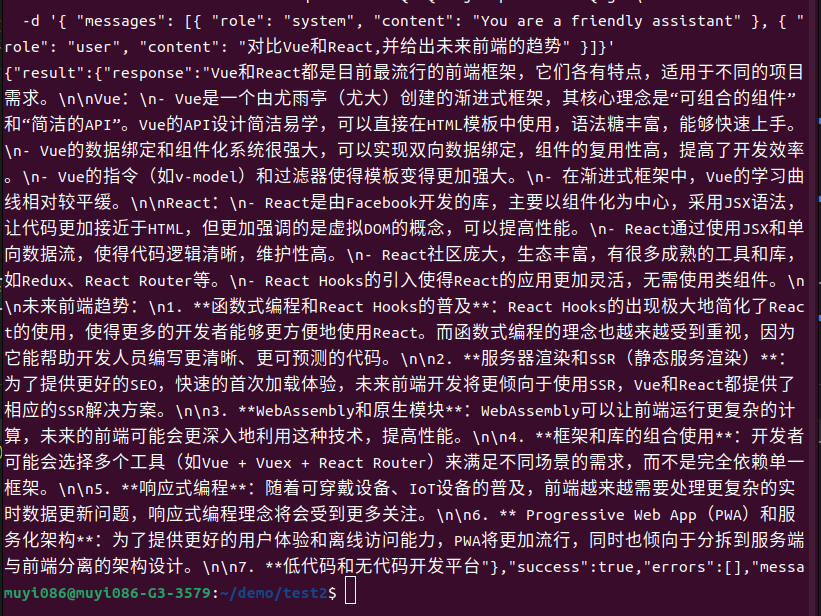 -d '{ "messages": [{ "role": "system", "content": "You are a friendly assistant" }, { "
role": "user", "content": "对比Vue和React,并给出未来前端的趋势" }]}'
{"result":{"response":"Vue和React都是目前最流行的前端框架，它们各有特点，适用于不同的项目
需求。\n\nVue：\n- Vue是一个由尤雨亭（尤大）创建的渐进式框架，其核心理念是“可组合的组件”
和“简洁的API”。Vue的API设计简洁易学，可以直接在HTML模板中使用，语法糖丰富，能够快速上手。
\n- Vue的数据绑定和组件化系统很强大，可以实现双向数据绑定，组件的复用性高，提高了开发效率
。\n- Vue的指令（如v-model）和过滤器使得模板变得更加强大。\n- 在渐进式框架中，Vue的学习曲
线相对较平缓。\n\nReact：\n- React是由Facebook开发的库，主要以组件化为中心，采用JSX语法，
让代码更加接近于HTML，但更加强调的是虚拟DOM的概念，可以提高性能。\n- React通过使用JSX和单
向数据流，使得代码逻辑清晰，维护性高。\n- React社区庞大，生态丰富，有很多成熟的工具和库，
如Redux、React Router等。\n- React Hooks的引入使得React的应用更加灵活，无需使用类组件。\n
\n未来前端趋势：\n1. **函数式编程和React Hooks的普及**：React Hooks的出现极大地简化了Reac
t的使用，使得更多的开发者能够更方便地使用React。而函数式编程的理念也越来越受到重视，因为
它能帮助开发人员编写更清晰、更可预测的代码。\n\n2. **服务器渲染和SSR（静态服务渲染）**：
为了提供更好的SEO，快速的首次加载体验，未来前端开发将更倾向于使用SSR，Vue和React都提供了
相应的SSR解决方案。\n\n3. **WebAssembly和原生模块**：WebAssembly可以让前端运行更复杂的计
算，未来的前端可能会更深入地利用这种技术，提高性能。\n\n4. **框架和库的组合使用**：开发者
可能会选择多个工具（如Vue + Vuex + React Router）来满足不同场景的需求，而不是完全依赖单一
框架。\n\n5. **响应式编程**：随着可穿戴设备、IoT设备的普及，前端越来越需要处理更复杂的实
时数据更新问题，响应式编程理念将会受到更多关注。\n\n6. ** Progressive Web App（PWA）和服
务化架构**：为了提供更好的用户体验和离线访问能力，PWA将更加流行，同时也倾向于分拆到服务端
与前端分离的架构设计。\n\n7. **低代码和无代码开发平台"},"success":true,"errors":[],"messa
muyi086@muyi086-G3-3579:~/demo/test2$